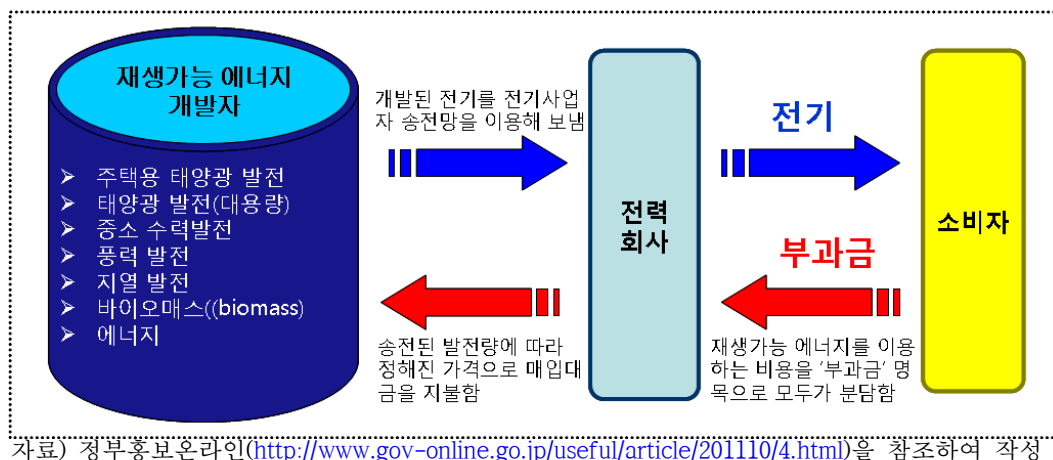 재생가능 에너지
개발자
➢ 주택용 태양광 발전
➢ 태양광 발전(대용량)
➢ 중소 수력발전
➢ 풍력 발전
➢ 지열 발전
➢ 바이오매스((biomass)
➢ 에너지
개발된 전기를 전기사업
자 송전망을 이용해 보냄
송전된 발전량에 따라
정해진 가격으로 매입대
금을 지불함
전력
회사
전기
부과금
재생가능 에너지를 이용
하는 비용을 '부과금' 명
목으로 모두가 분담함
소비자
자료) 정부홍보온라인(http://www.gov-online.go.jp/useful/article/201110/4.html)을 참조하여 작성